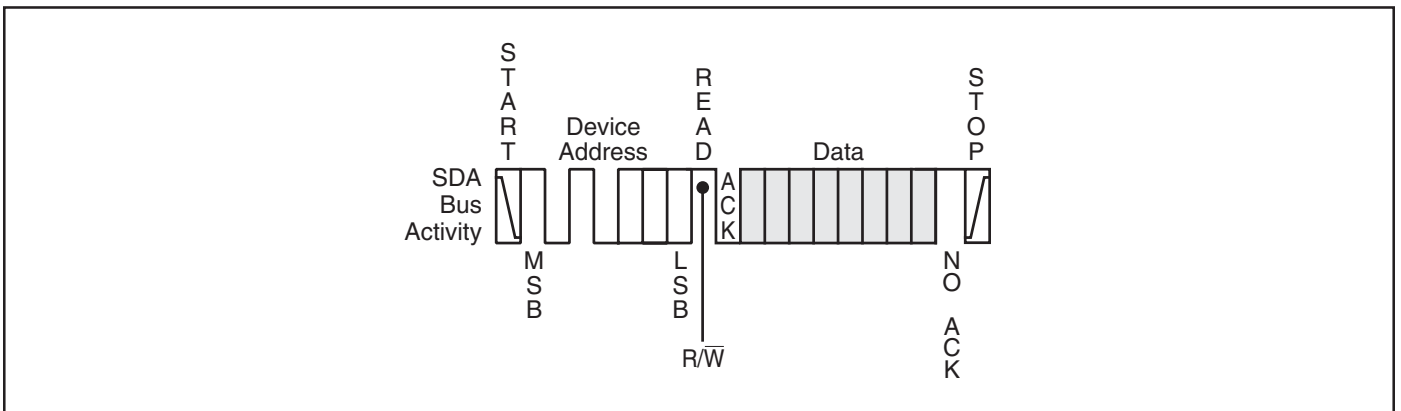 START
READ
STOP
Device
Address
Data
SDA
Bus
Activity
ACK
MSB
LSB
NO ACK
R/W̅